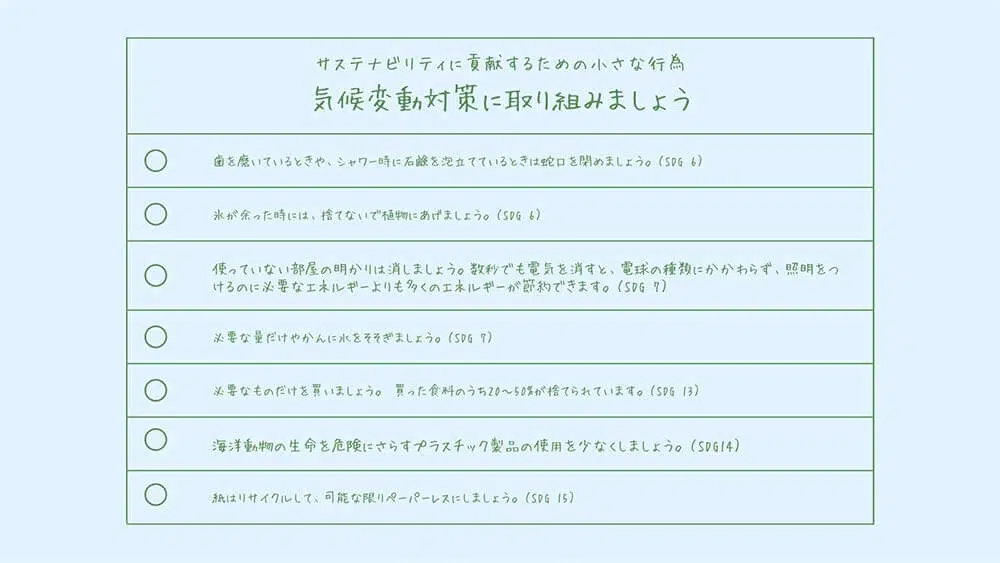 サステナビリティに貢献するための小さな行為
気候変動対策に取り組みましょう
歯を磨いているときや、シャワー時に石鹸を泡立てているときは蛇口を閉めましょう。(SDG 6)
氷が余った時には、捨てないで植物にあげましょう。(SDG 6)
使っていない部屋の明かりは消しましょう。数秒でも電気を消すと、電球の種類にかかわらず、照明をつ
けるのに必要なエネルギーよりも多くのエネルギーが節約できます。(SDG 7)
必要な量だけやかんに水をそそぎましょう。(SDG 7)
必要なものだけを買いましょう。 買った食料のうち20〜50%が捨てられています。(SDG 13)
海洋動物の生命を危険にさらすプラスチック製品の使用を少なくしましょう。(SDG14)
紙はリサイクルして、可能な限りペーパーレスにしましょう。(SDG 15)